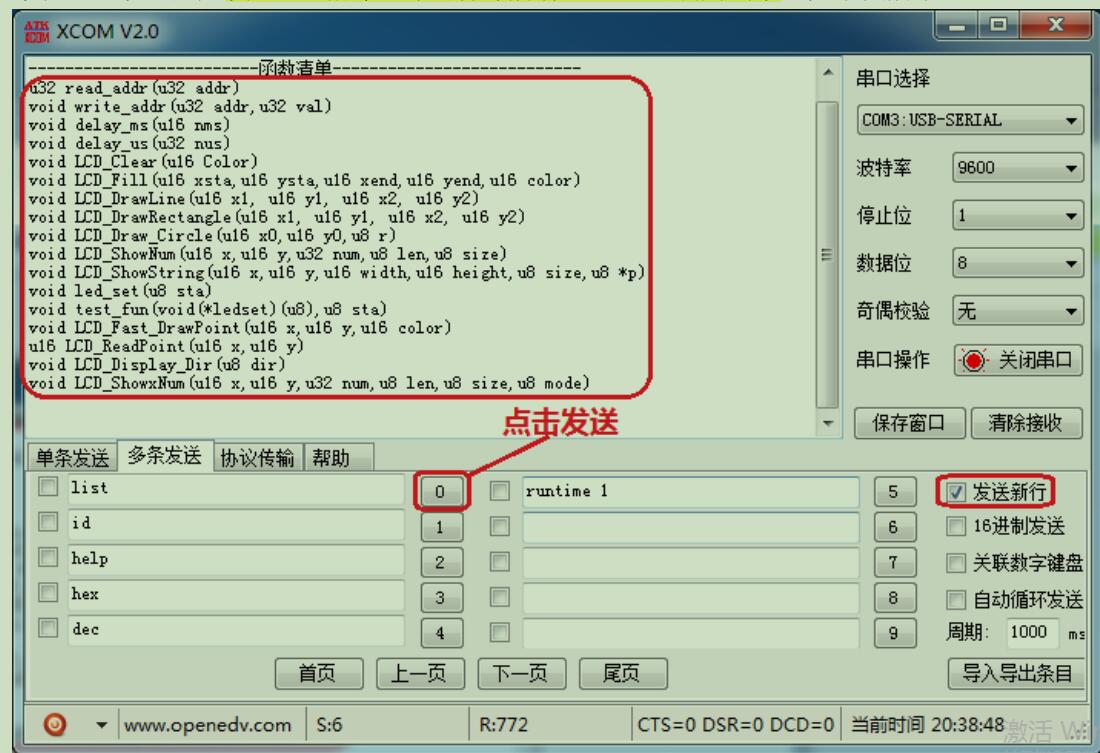 XCOM V2.0
-------------------------函数清单---------------------------
u32 read_addr(u32 addr)
void write_addr(u32 addr,u32 val)
void delay_ms(u16 nms)
void delay_us(u32 nus)
void LCD_Clear(u16 Color)
void LCD_Fill(u16 xsta,u16 ysta,u16 xend,u16 yend,u16 color)
void LCD_DrawLine(u16 x1, u16 y1, u16 x2, u16 y2)
void LCD_DrawRectangle(u16 x1, u16 y1, u16 x2, u16 y2)
void LCD_Draw_Circle(u16 x0,u16 y0,u8 r)
void LCD_ShowNum(u16 x,u16 y,u32 num,u8 len,u8 size)
void LCD_ShowString(u16 x,u16 y,u16 width,u16 height,u8 size,u8 *p)
void led_set(u8 sta)
void test_fun(void(*ledset)(u8),u8 sta)
void LCD_Fast_DrawPoint(u16 x,u16 y,u16 color)
u16 LCD_ReadPoint(u16 x,u16 y)
void LCD_Display_Dir(u8 dir)
void LCD_ShowxNum(u16 x,u16 y,u32 num,u8 len,u8 size,u8 mode)
串口选择
COM3:USB-SERIAL
波特率 9600
停止位 1
数据位 8
奇偶校验 无
串口操作 关闭串口
保存窗口 清除接收
点击发送
单条发送 多条发送 协议传输 帮助
list 0 runtime 1 5 发送新行
id 1 6 16进制发送
help 2 7 关联数字键盘
hex 3 8 自动循环发送
dec 4 9 周期: 1000 ms
首页 上一页 下一页 尾页 导入导出条目
www.openedv.com S:6 R:772 CTS=0 DSR=0 DCD=0 当前时间 20:38:48
激活 Wi